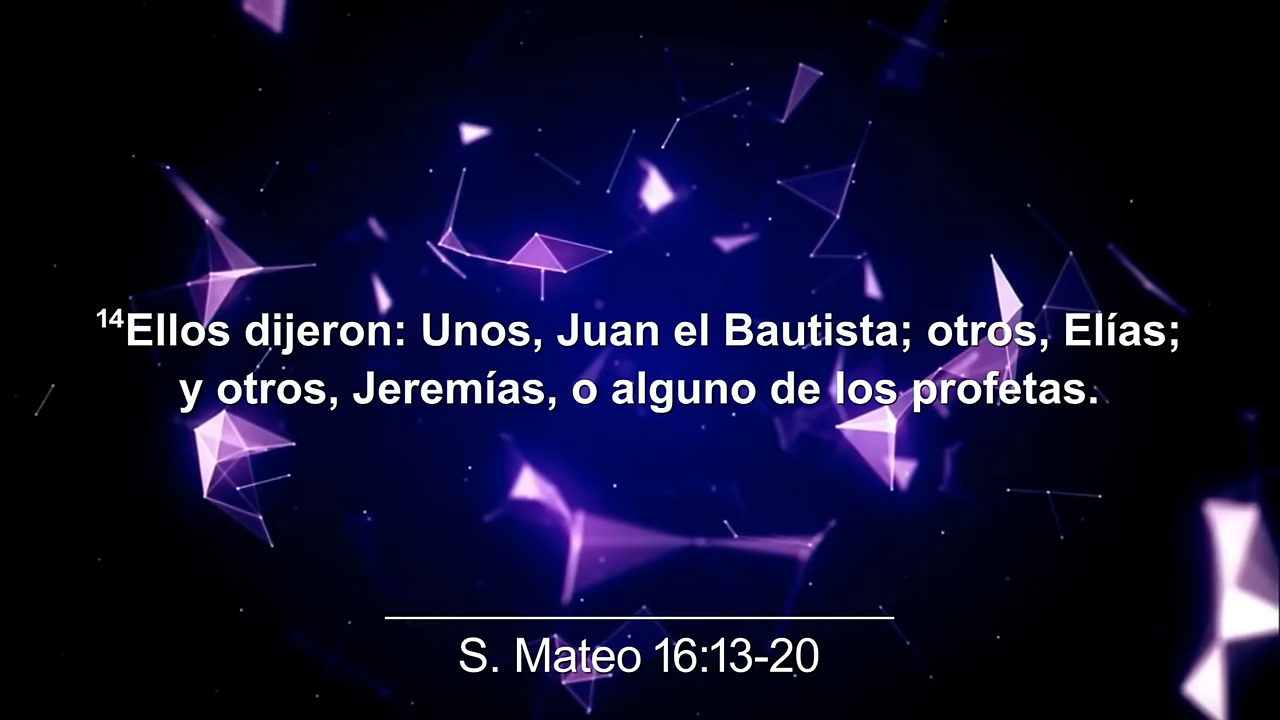 ¹⁴Ellos dijeron: Unos, Juan el Bautista; otros, Elías;
y otros, Jeremías, o alguno de los profetas.
S. Mateo 16:13-20